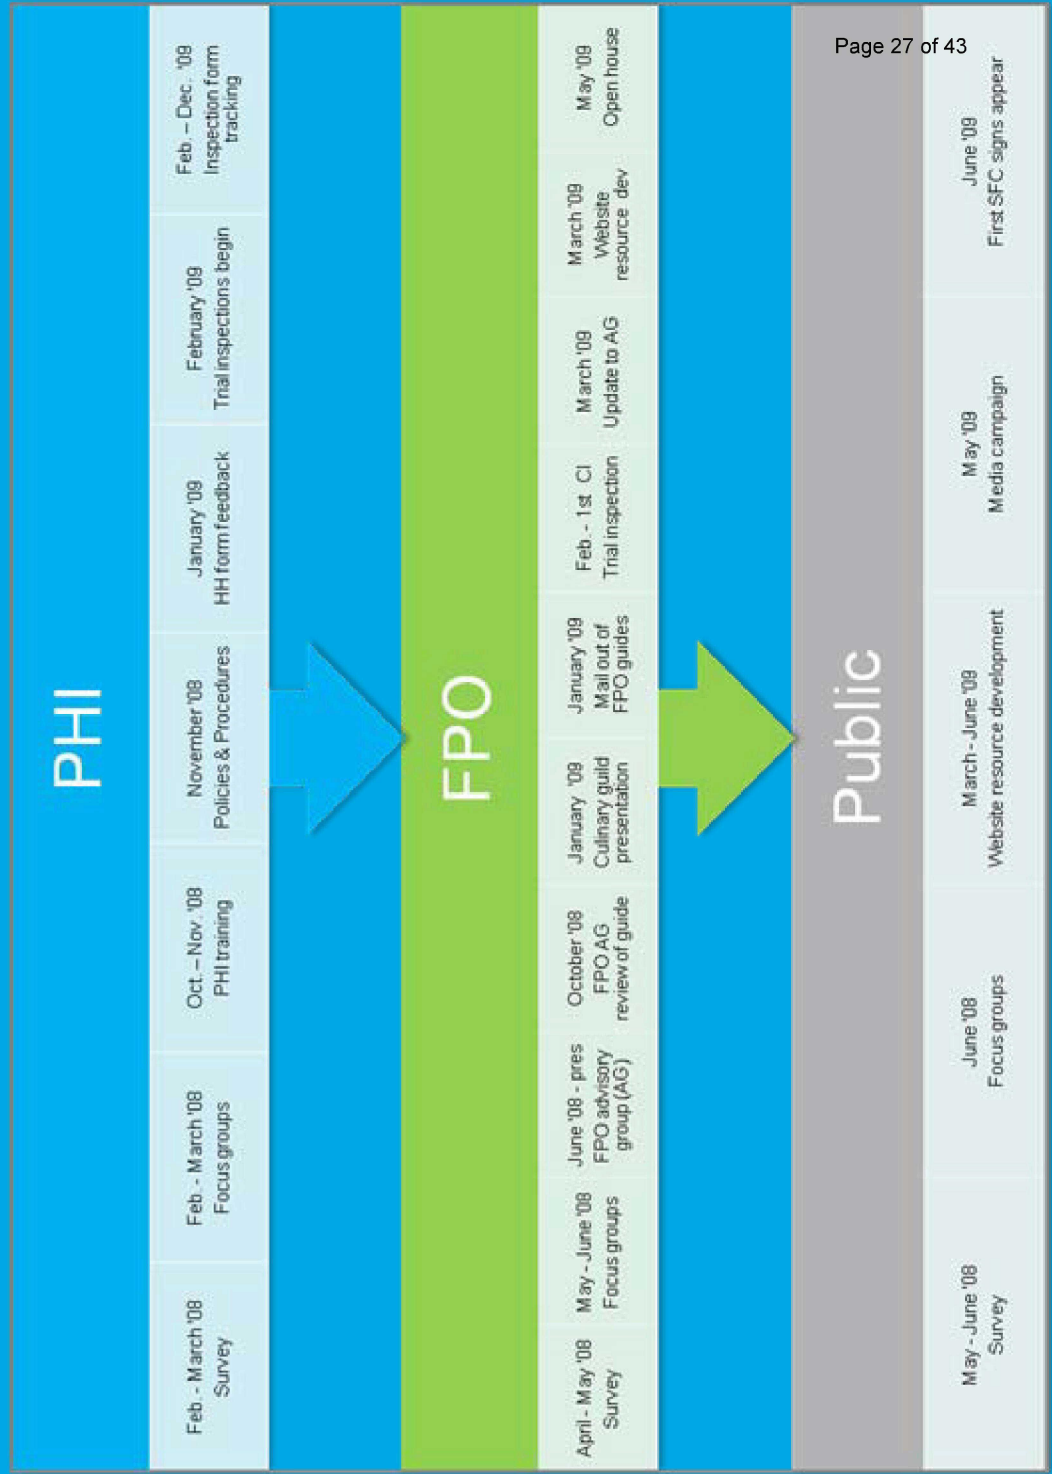 Page 27 of 43
PHI
Feb. - March '08
Survey
Feb. - March '08
Focus groups
Oct. – Nov. '08
PHI training
November '08
Policies & Procedures
January '09
HH form feedback
February '09
Trial inspections begin
Feb. – Dec. '09
Inspection form
tracking
FPO
April - May '08
Survey
May - June '08
Focus groups
June '08 - pres
FPO advisory
group (AG)
October '08
FPO AG
review of guide
January '09
Culinary guild
presentation
January '09
Mail out of
FPO guides
Feb. - 1st CI
Trial inspection
March '09
Update to AG
March '09
Website
resource dev
May '09
Open house
Public
May - June '08
Survey
June '08
Focus groups
March - June '09
Website resource development
May '09
Media campaign
June '09
First SFC signs appear